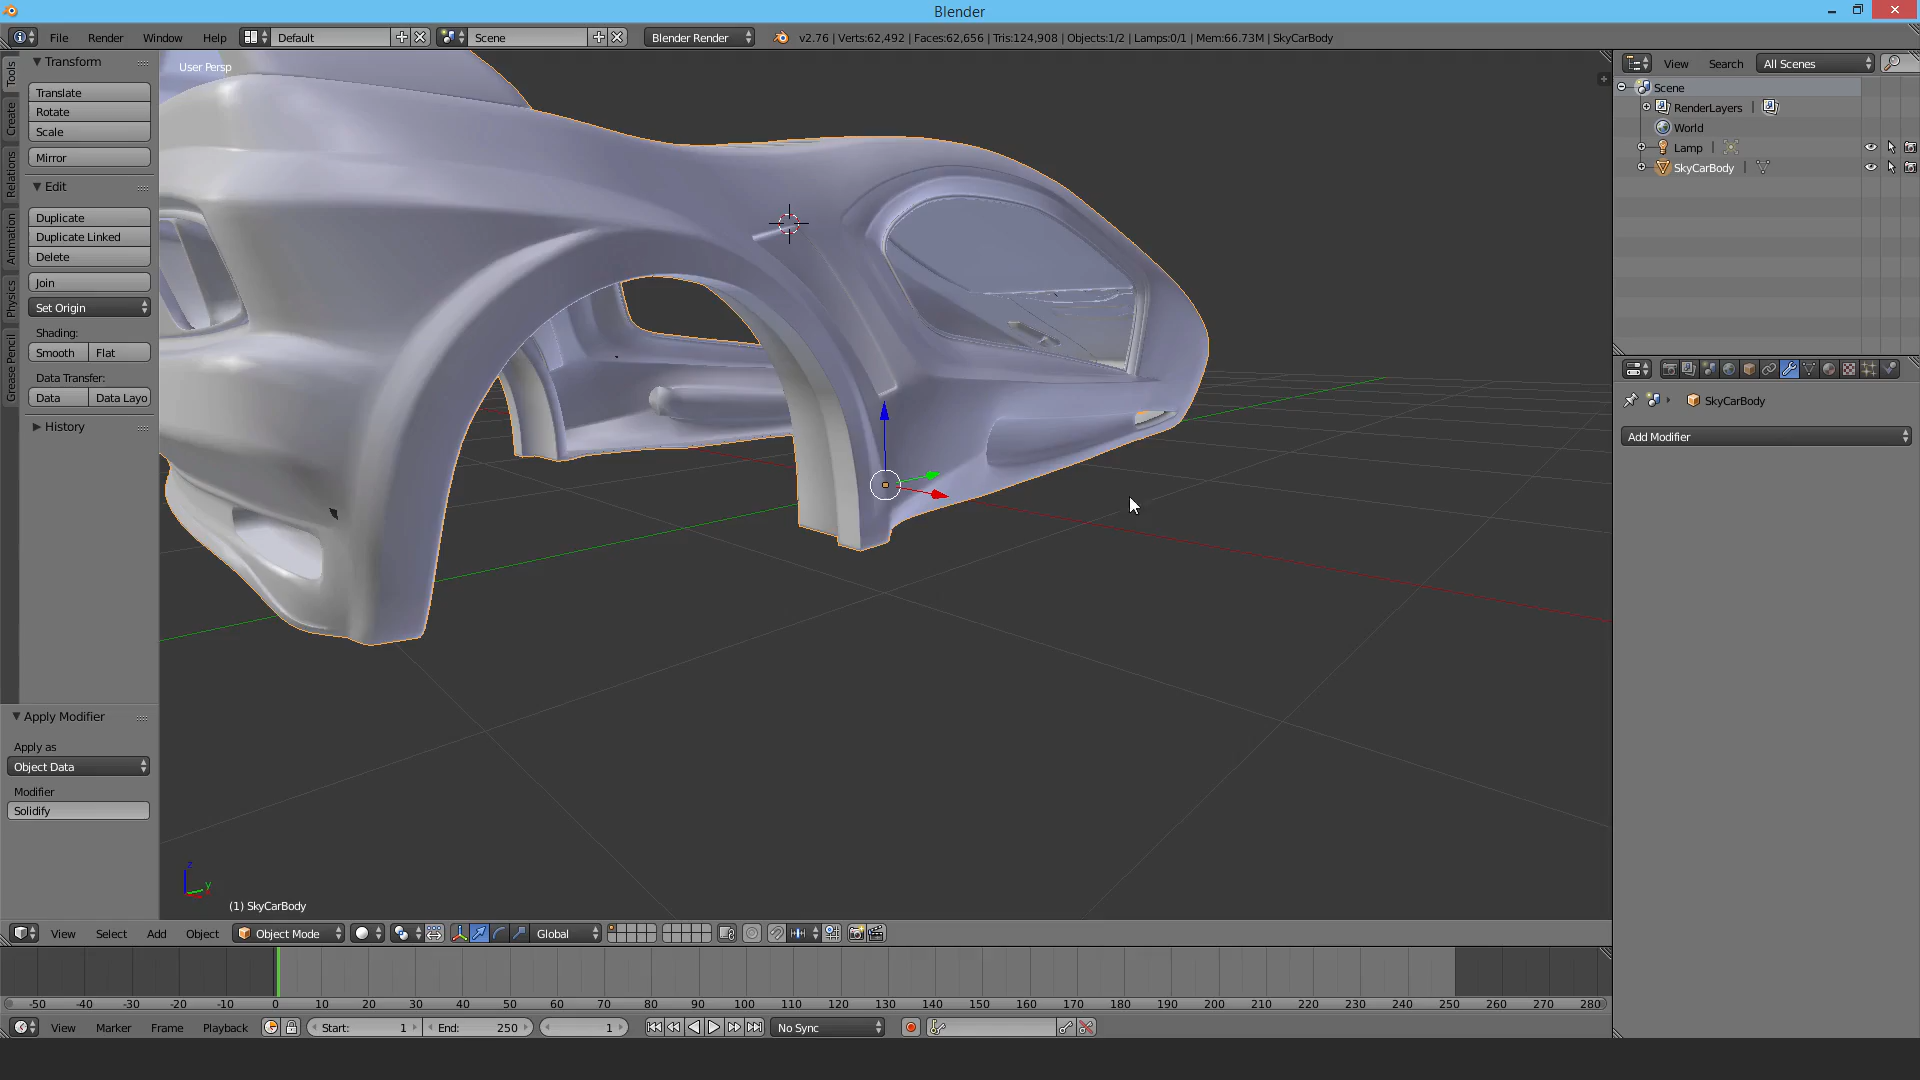 Blender
File Render Window Help Default Scene Blender Render v2.76 | Verts:62,492 | Faces:62,656 | Tris:124,908 | Objects:1/2 | Lamps:0/1 | Mem:66.73M | SkyCarBody
Tools
Create
Relations
Animation
Physics
Grease Pencil
Transform
Translate
Rotate
Scale
Mirror
Edit
Duplicate
Duplicate Linked
Delete
Join
Set Origin
Shading:
Smooth Flat
Data Transfer:
Data Data Layo
History
Apply Modifier
Apply as
Object Data
Modifier
Solidify
User Persp
z
y
(1) SkyCarBody
View Search All Scenes
Scene
RenderLayers |
World
Lamp |
SkyCarBody |
SkyCarBody
Add Modifier
View Select Add Object Object Mode Global
-50 -40 -30 -20 -10 0 10 20 30 40 50 60 70 80 90 100 110 120 130 140 150 160 170 180 190 200 210 220 230 240 250 260 270 280
View Marker Frame Playback Start: 1 End: 250 1 No Sync